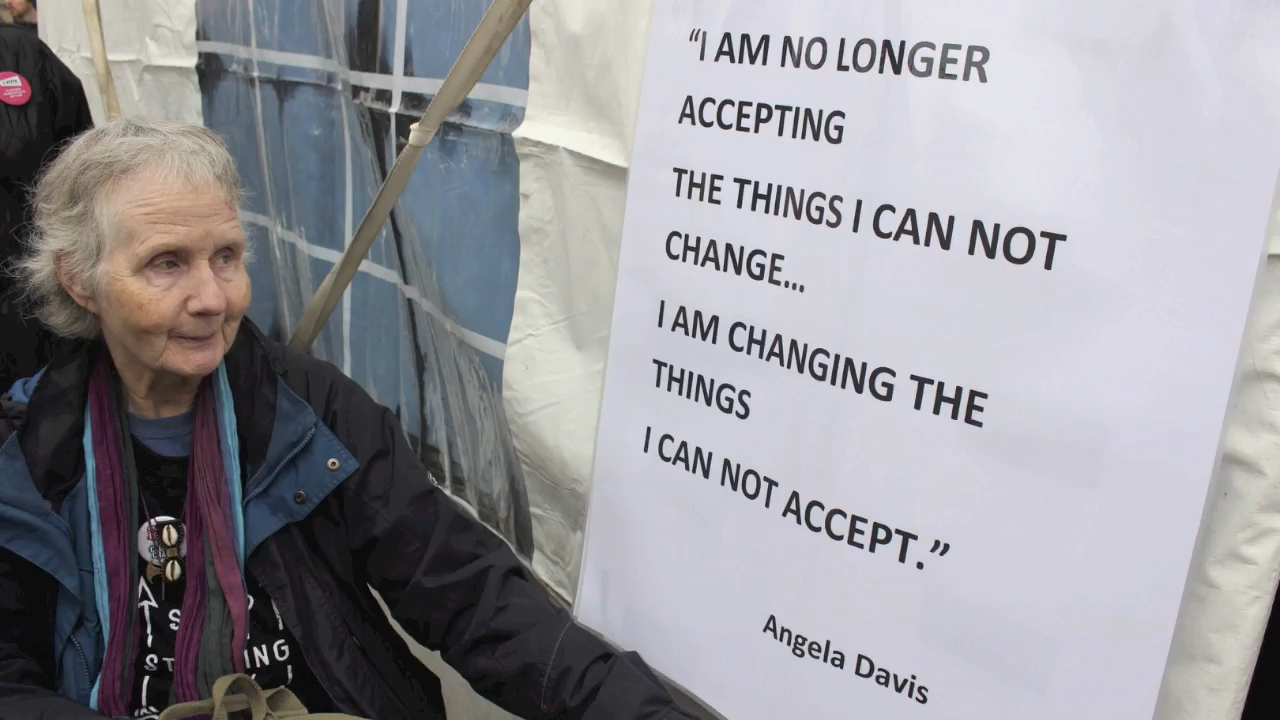 “I AM NO LONGER
ACCEPTING
THE THINGS I CAN NOT
CHANGE...
I AM CHANGING THE
THINGS
I CAN NOT ACCEPT.”
Angela Davis